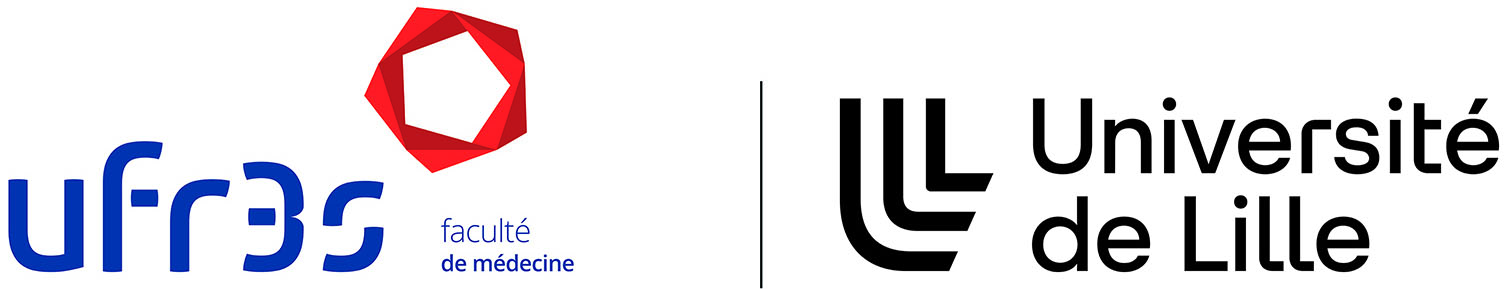 ufr3s
faculté
de médecine
Université
de Lille